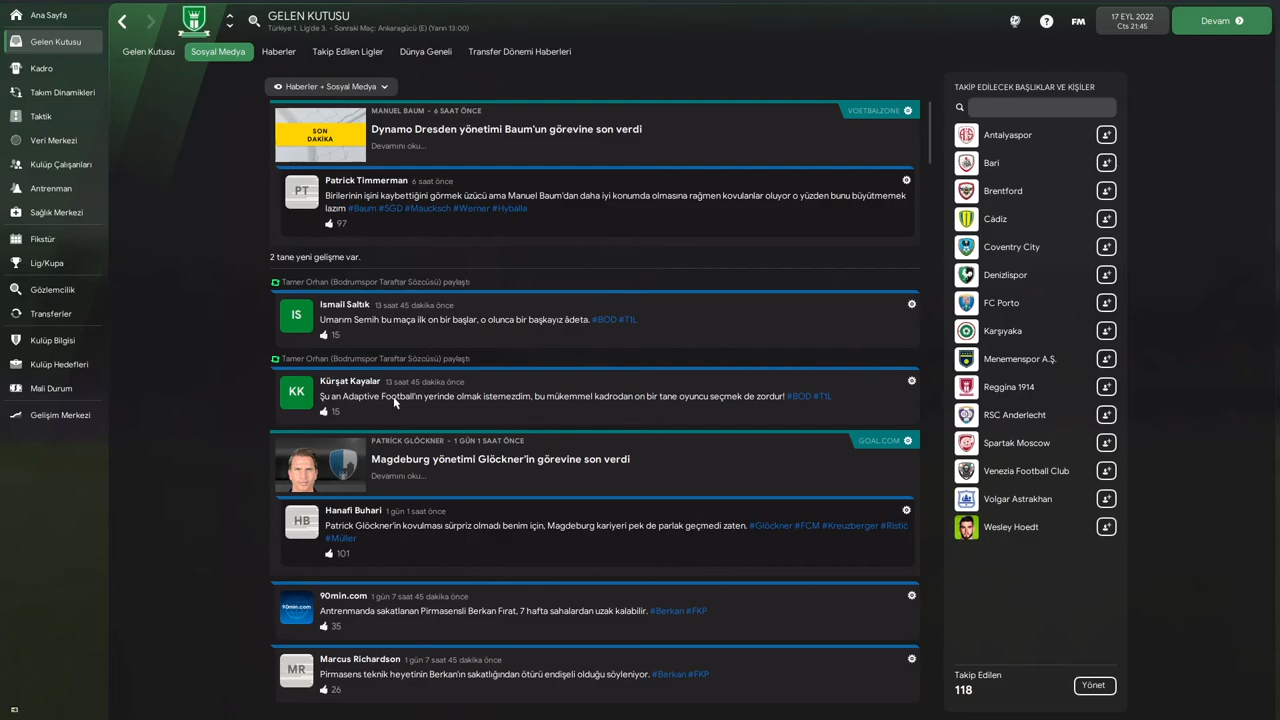 Ana Sayfa
Gelen Kutusu
Kadro
Takım Dinamikleri
Taktik
Veri Merkezi
Kulüp Çalışanları
Antrenman
Sağlık Merkezi
Fikstür
Lig/Kupa
Gözlemcilik
Transferler
Kulüp Bilgisi
Kulüp Hedefleri
Mali Durum
Gelişim Merkezi
GELEN KUTUSU
Türkiye 1. Lig'de 3. - Sonraki Maç: Ankaragücü (E) (Yarın 13:00)
FM
17 EYL 2022
Cts 21:45
Devam
Gelen Kutusu Sosyal Medya Haberler Takip Edilen Ligler Dünya Geneli Transfer Dönemi Haberleri
Haberler + Sosyal Medya
SON
DAKİKA
MANUEL BAUM - 6 SAAT ÖNCE
VOETBALZONE
Dynamo Dresden yönetimi Baum'un görevine son verdi
Devamını oku...
PT
Patrick Timmerman 6 saat önce
Birilerinin işini kaybettiğini görmek üzücü ama Manuel Baum'dan daha iyi konumda olmasına rağmen kovulanlar oluyor o yüzden bunu büyütmemek
lazım #Baum #SGD #Maucksch #Werner #Hyballa
97
2 tane yeni gelişme var.
Tamer Orhan (Bodrumspor Taraftar Sözcüsü) paylaştı
IS
Ismail Saltık 13 saat 45 dakika önce
Umarım Semih bu maça ilk on bir başlar, o olunca bir başkayız âdeta. #BOD #T1L
15
Tamer Orhan (Bodrumspor Taraftar Sözcüsü) paylaştı
KK
Kürşat Kayalar 13 saat 45 dakika önce
Şu an Adaptive Football'ın yerinde olmak istemezdim, bu mükemmel kadrodan on bir tane oyuncu seçmek de zordur! #BOD #T1L
15
PATRİCK GLÖCKNER - 1 GÜN 1 SAAT ÖNCE
GOAL.COM
Magdeburg yönetimi Glöckner'in görevine son verdi
Devamını oku...
HB
Hanafi Buhari 1 gün 1 saat önce
Patrick Glöckner'in kovulması sürpriz olmadı benim için, Magdeburg kariyeri pek de parlak geçmedi zaten. #Glöckner #FCM #Kreuzberger #Ristić
#Müller
101
90min.com
90min.com 1 gün 7 saat 45 dakika önce
Antrenmanda sakatlanan Pirmasensli Berkan Fırat, 7 hafta sahalardan uzak kalabilir. #Berkan #FKP
35
MR
Marcus Richardson 1 gün 7 saat 45 dakika önce
Pirmasens teknik heyetinin Berkan'ın sakatlığından ötürü endişeli olduğu söyleniyor. #Berkan #FKP
26
TAKİP EDİLECEK BAŞLIKLAR VE KİŞİLER
Antalyaspor
Bari
Brentford
Cádiz
Coventry City
Denizlispor
FC Porto
Karşıyaka
Menemenspor A.Ş.
Reggina 1914
RSC Anderlecht
Spartak Moscow
Venezia Football Club
Volgar Astrakhan
Wesley Hoedt
Takip Edilen
118
Yönet